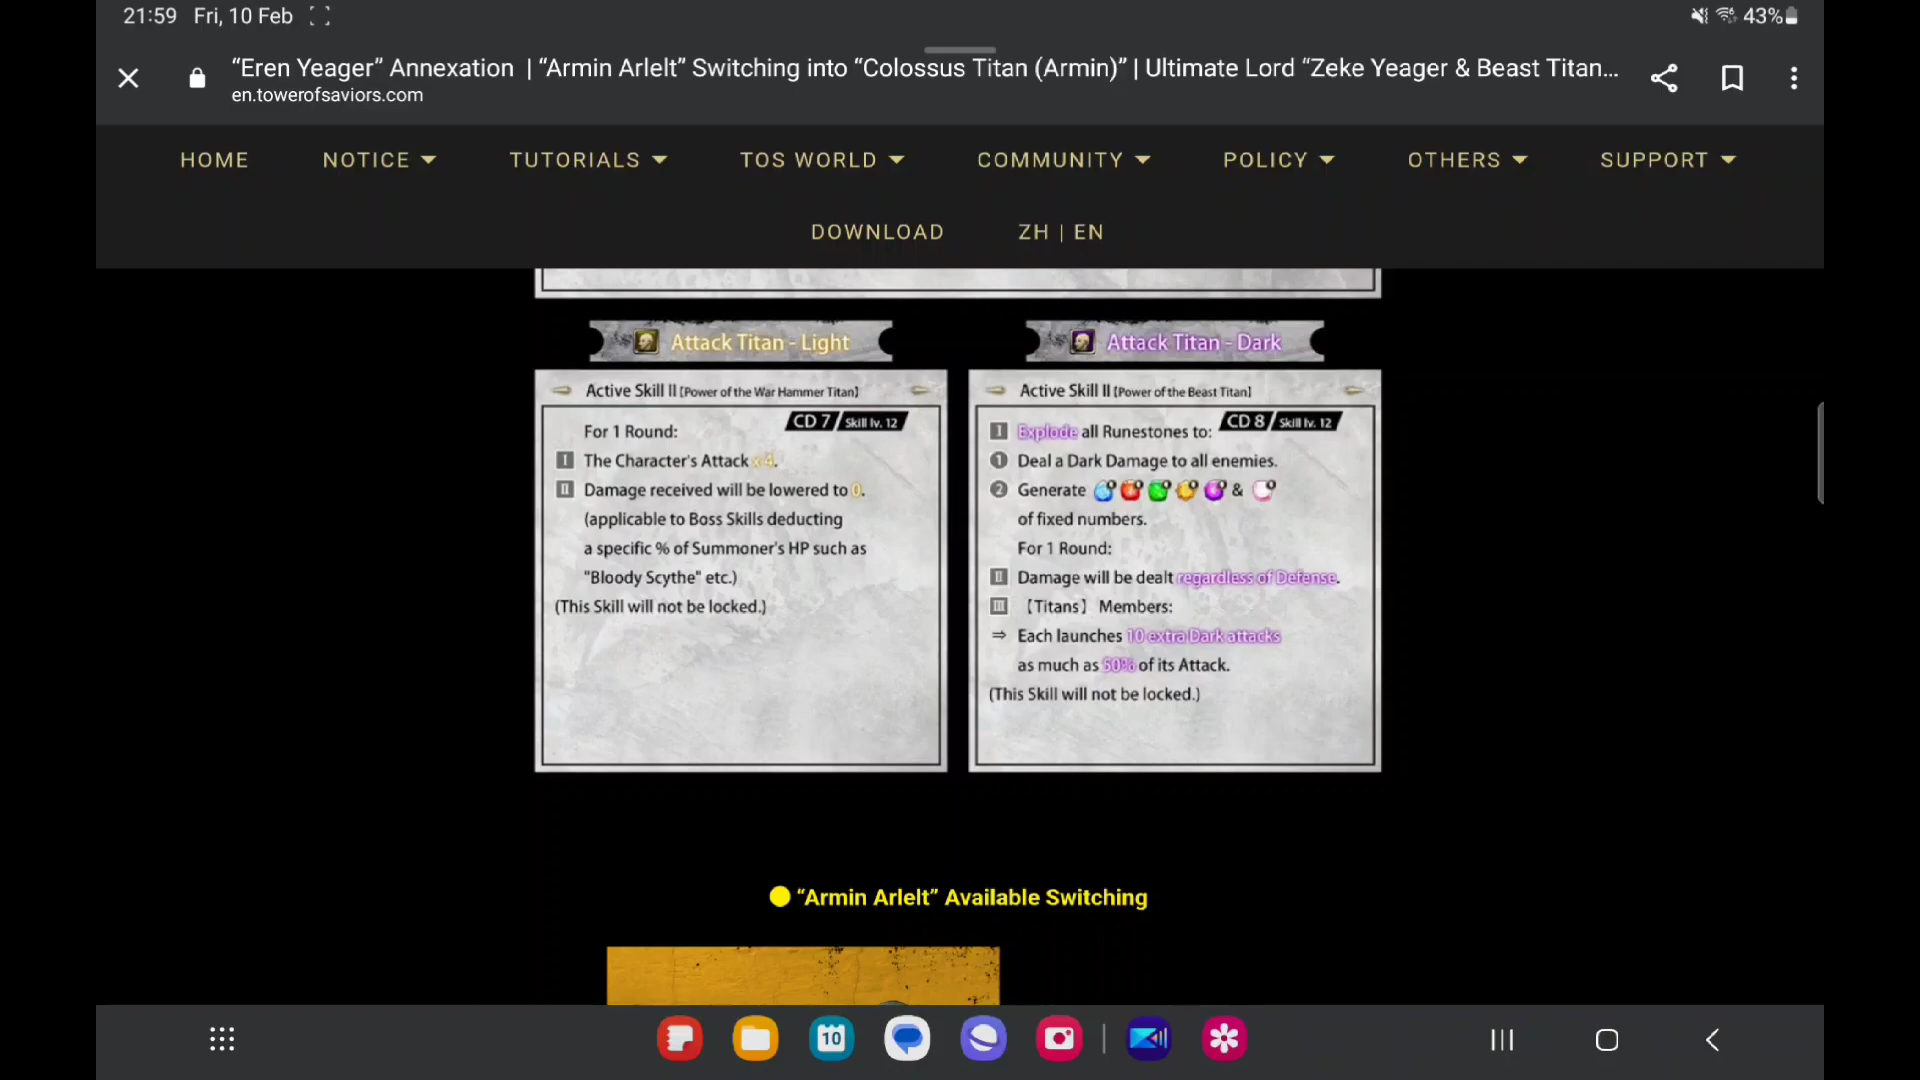 21:59 Fri, 10 Feb
43%
“Eren Yeager” Annexation | “Armin Arlelt” Switching into “Colossus Titan (Armin)” | Ultimate Lord “Zeke Yeager & Beast Titan...
en.towerofsaviors.com
HOME NOTICE TUTORIALS TOS WORLD COMMUNITY POLICY OTHERS SUPPORT
DOWNLOAD ZH | EN
Attack Titan - Light
Active Skill II [Power of the War Hammer Titan]
CD 7 / Skill lv. 12
For 1 Round:
I The Character's Attack x 4.
II Damage received will be lowered to 0.
(applicable to Boss Skills deducting
a specific % of Summoner's HP such as
"Bloody Scythe" etc.)
(This Skill will not be locked.)
Attack Titan - Dark
Active Skill II [Power of the Beast Titan]
CD 8 / Skill lv. 12
I Explode all Runestones to:
1 Deal a Dark Damage to all enemies.
2 Generate &
of fixed numbers.
For 1 Round:
II Damage will be dealt regardless of Defense.
III 【Titans】 Members:
⇒ Each launches 10 extra Dark attacks
as much as 50% of its Attack.
(This Skill will not be locked.)
“Armin Arlelt” Available Switching
10